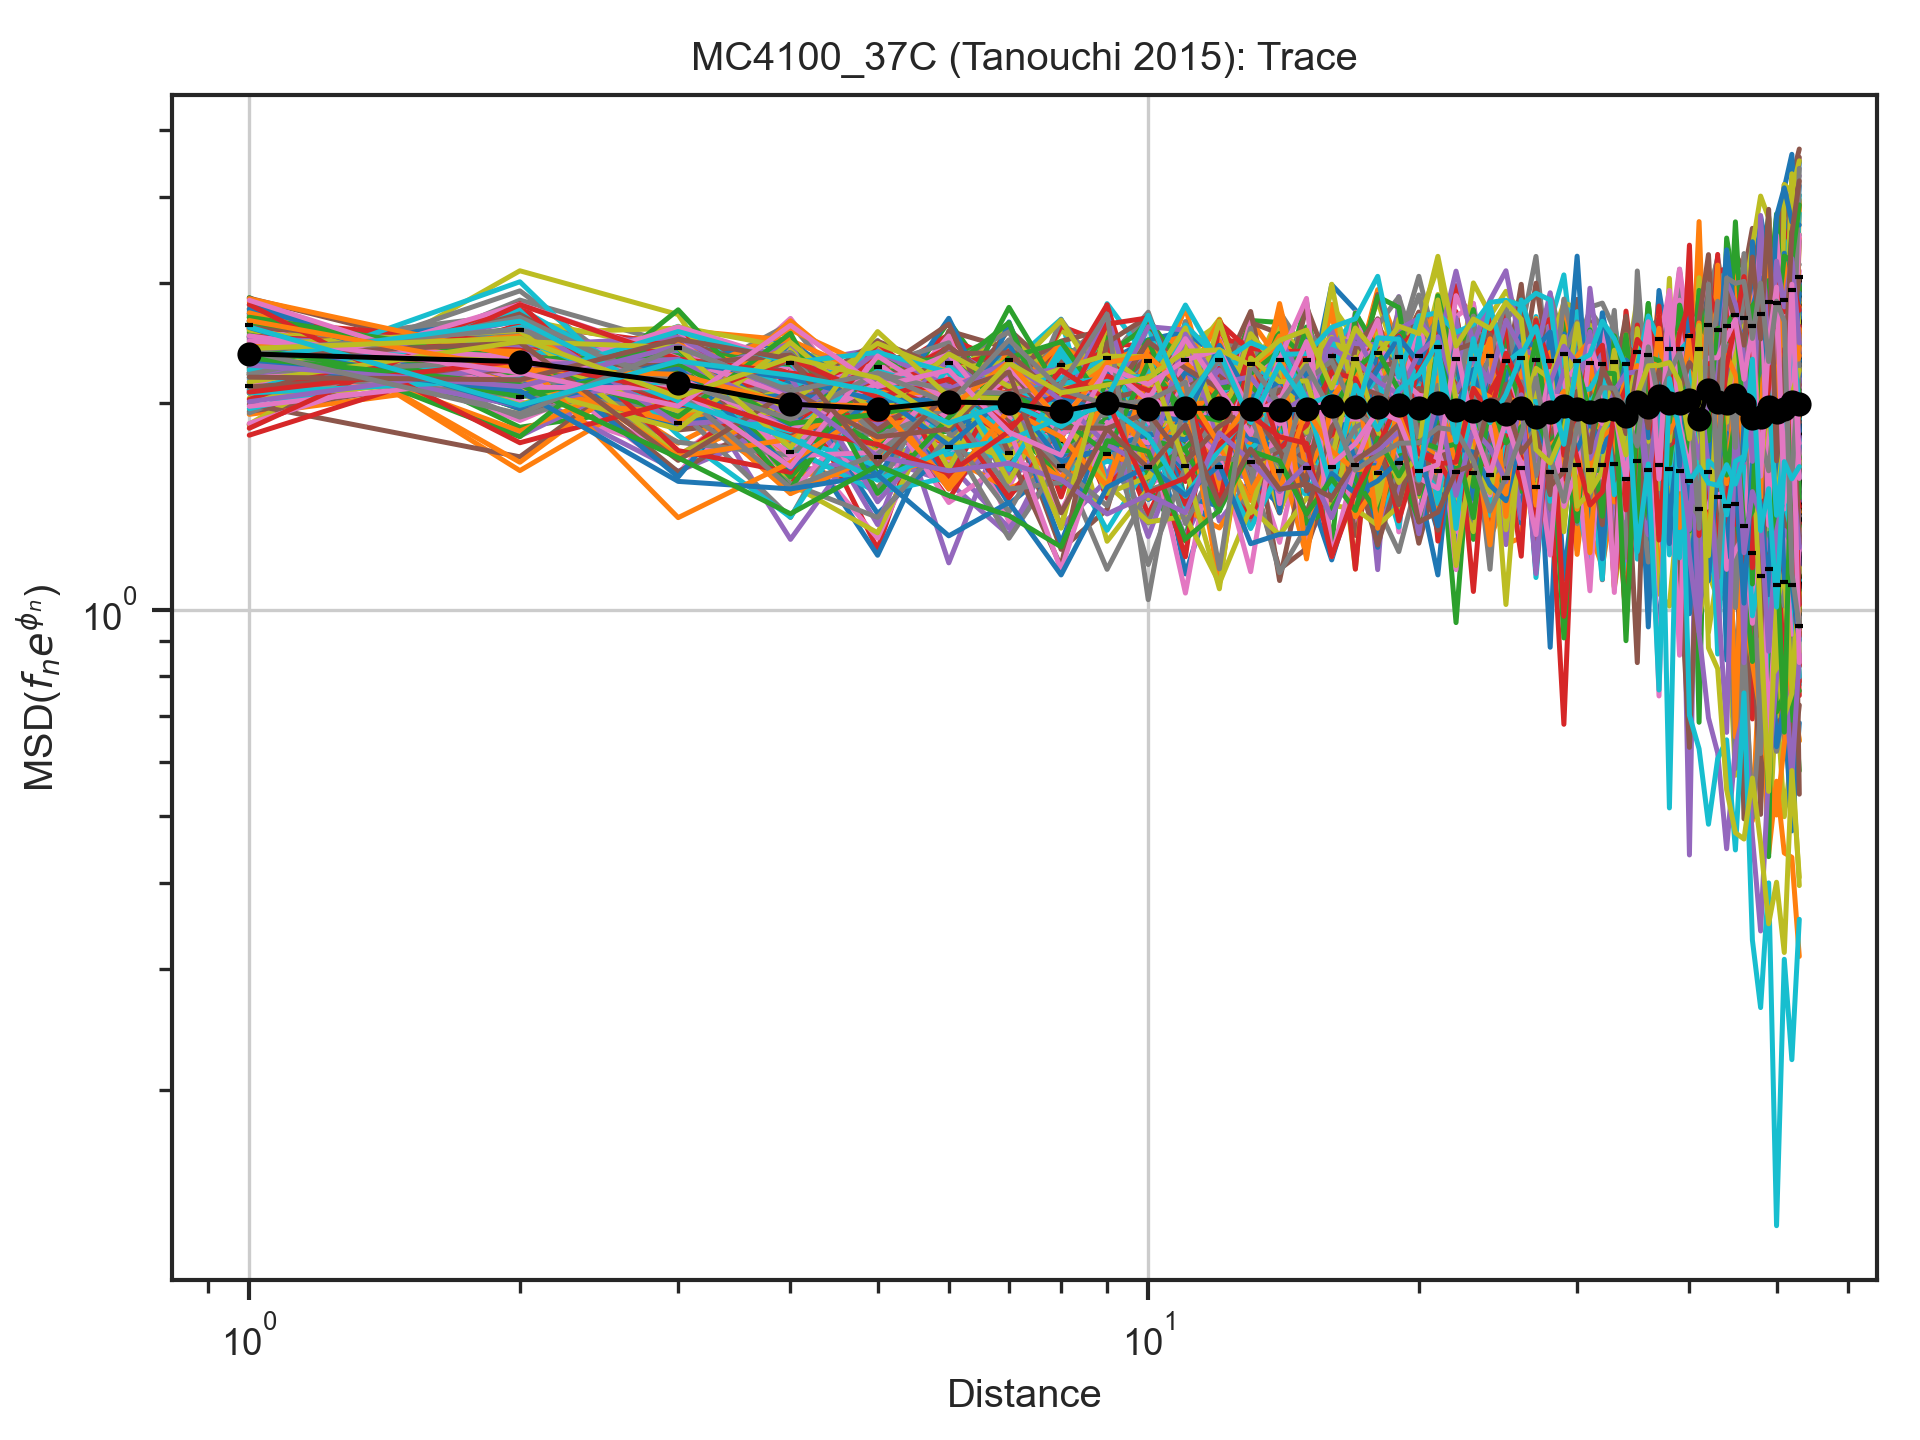 MC4100_37C (Tanouchi 2015): Trace
MSD(fₙe^ϕₙ)
10⁰
10⁰
10¹
Distance